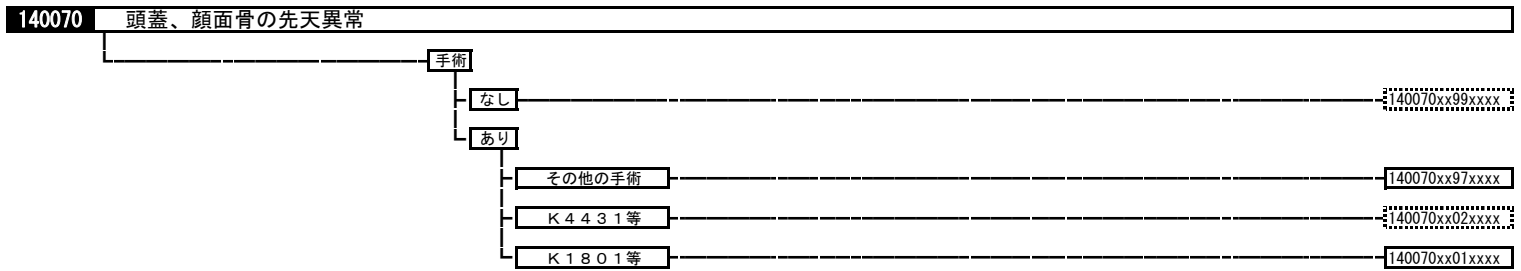 140070 頭蓋、顔面骨の先天異常
手術
なし 140070xx99xxxx
あり
その他の手術 140070xx97xxxx
Ｋ４４３１等 140070xx02xxxx
Ｋ１８０１等 140070xx01xxxx